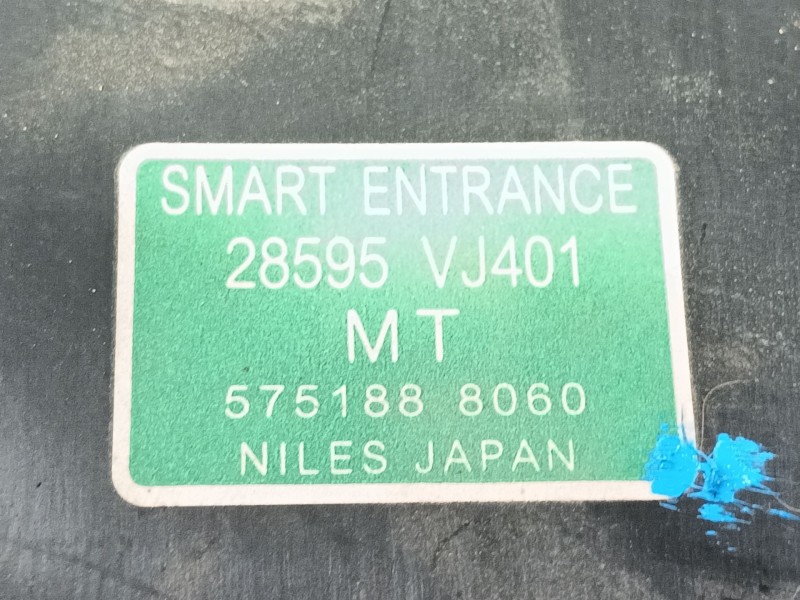 SMART ENTRANCE
28595 VJ401
MT
575188 8060
NILES JAPAN